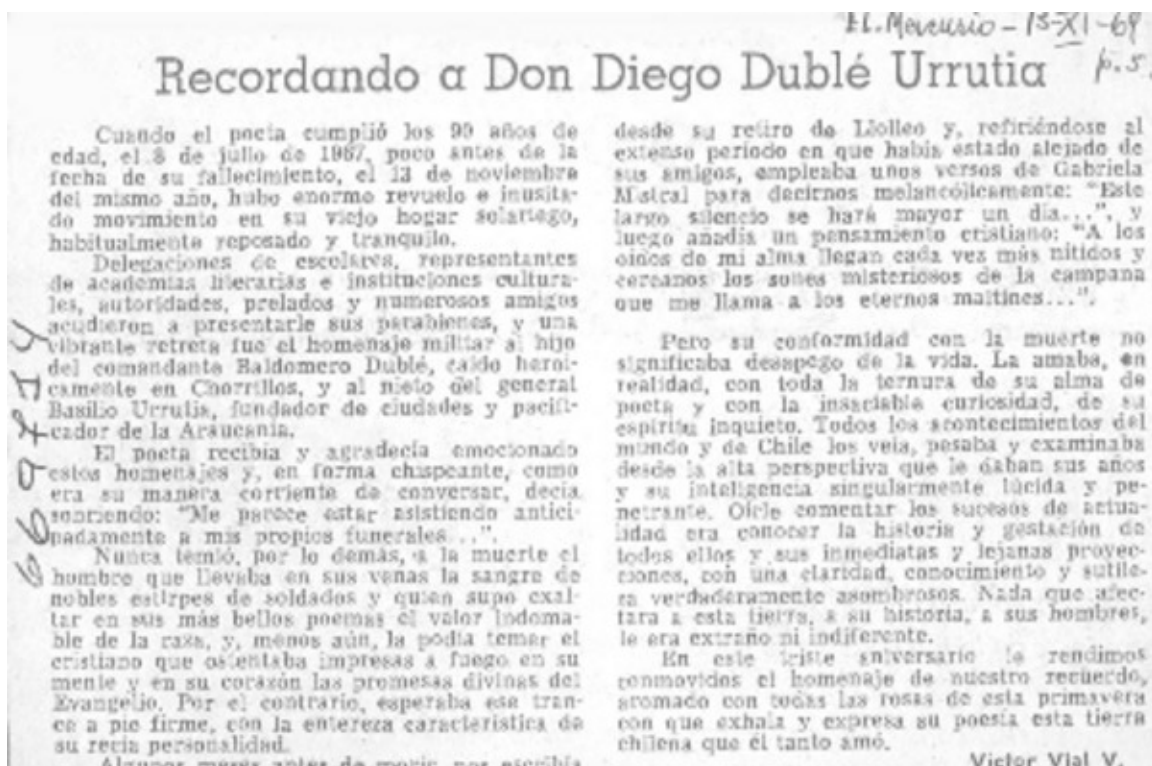 El. Mercurio - 13-XI-69
p. 5.
Recordando a Don Diego Dublé Urrutia
Cuando el poeta cumplió los 90 años de
edad, el 8 de julio de 1967, poco antes de la
fecha de su fallecimiento, el 13 de noviembre
del mismo año, hubo enorme revuelo e inusita-
do movimiento en su viejo hogar solariego,
habitualmente reposado y tranquilo.
Delegaciones de escolares, representantes
de academias literarias e instituciones cultura-
les, autoridades, prelados y numerosos amigos
acudieron a presentarle sus parabienes, y una
vibrante retreta fue el homenaje militar al hijo
del comandante Baldomero Dublé, caído heroi-
camente en Chorrillos, y al nieto del general
Basilio Urrutia, fundador de ciudades y pacifi-
cador de la Araucanía.
El poeta recibía y agradecía emocionado
estos homenajes y, en forma chispeante, como
era su manera corriente de conversar, decía
sonriendo: "Me parece estar asistiendo antici-
padamente a mis propios funerales...".
Nunca temió, por lo demás, a la muerte el
hombre que llevaba en sus venas la sangre de
nobles estirpes de soldados y quien supo exal-
tar en sus más bellos poemas el valor indoma-
ble de la raza, y, menos aún, la podía temer el
cristiano que ostentaba impresas a fuego en su
mente y en su corazón las promesas divinas del
Evangelio. Por el contrario, esperaba ese tran-
ce a pie firme, con la entereza característica de
su recia personalidad.
Algunos meses antes de morir, nos escribía
desde su retiro de Llolleo y, refiriéndose al
extenso período en que había estado alejado de
sus amigos, empleaba unos versos de Gabriela
Mistral para decirnos melancólicamente: "Este
largo silencio se hará mayor un día...", y
luego añadía un pensamiento cristiano: "A los
oídos de mi alma llegan cada vez más nítidos y
cercanos los sones misteriosos de la campana
que me llama a los eternos maitines...".
Pero su conformidad con la muerte no
significaba desapego de la vida. La amaba, en
realidad, con toda la ternura de su alma de
poeta y con la insaciable curiosidad, de su
espíritu inquieto. Todos los acontecimientos del
mundo y de Chile los veía, pesaba y examinaba
desde la alta perspectiva que le daban sus años
y su inteligencia singularmente lúcida y pe-
netrante. Oírle comentar los sucesos de actua-
lidad era conocer la historia y gestación de
todos ellos y sus inmediatas y lejanas proyec-
ciones, con una claridad, conocimiento y sutile-
za verdaderamente asombrosos. Nada que afec-
tara a esta tierra, a su historia, a sus hombres,
le era extraño ni indiferente.
En este triste aniversario le rendimos
conmovidos el homenaje de nuestro recuerdo,
aromado con todas las rosas de esta primavera
con que exhala y expresa su poesía esta tierra
chilena que él tanto amó.
Víctor Vial V.